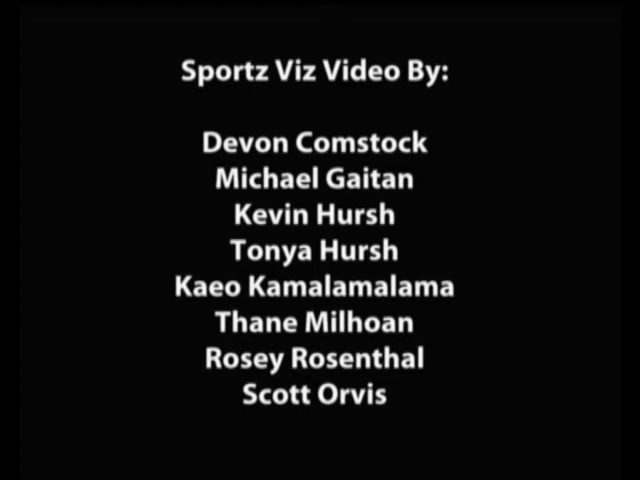 Sportz Viz Video By:
Devon Comstock
Michael Gaitan
Kevin Hursh
Tonya Hursh
Kaeo Kamalamalama
Thane Milhoan
Rosey Rosenthal
Scott Orvis